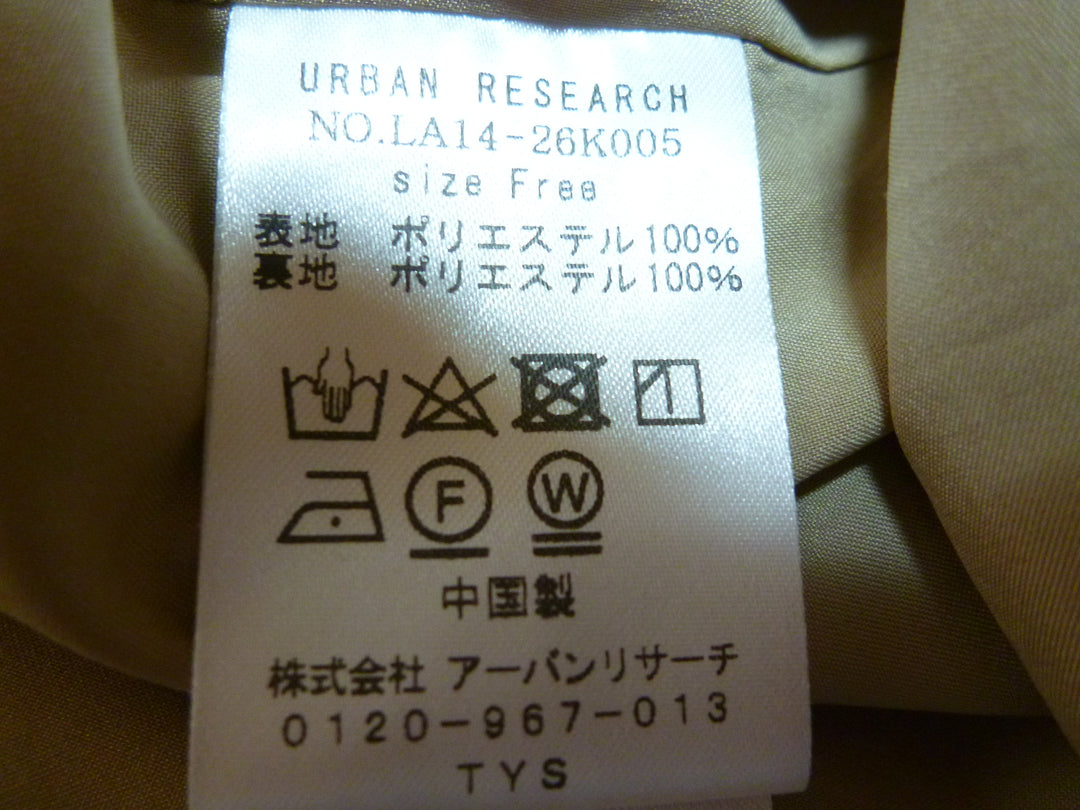 URBAN RESEARCH
NO.LA14-26K005
size Free
表地 ポリエステル100%
裏地 ポリエステル100%
F W
中国製
株式会社 アーバンリサーチ
0120-967-013
TYS